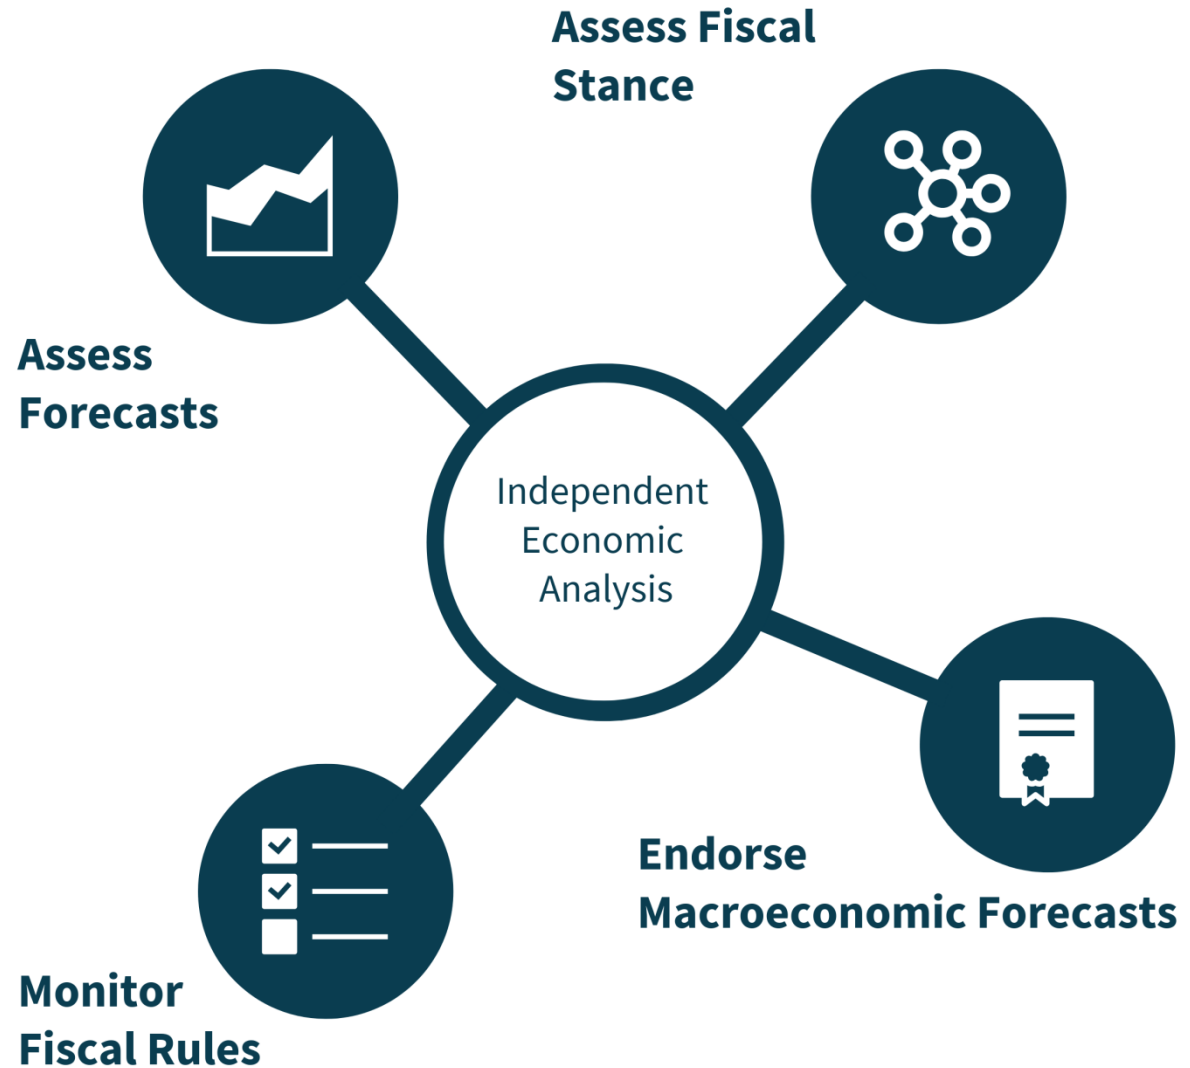 Assess Fiscal
Stance
Assess
Forecasts
Independent
Economic
Analysis
Endorse
Macroeconomic Forecasts
Monitor
Fiscal Rules